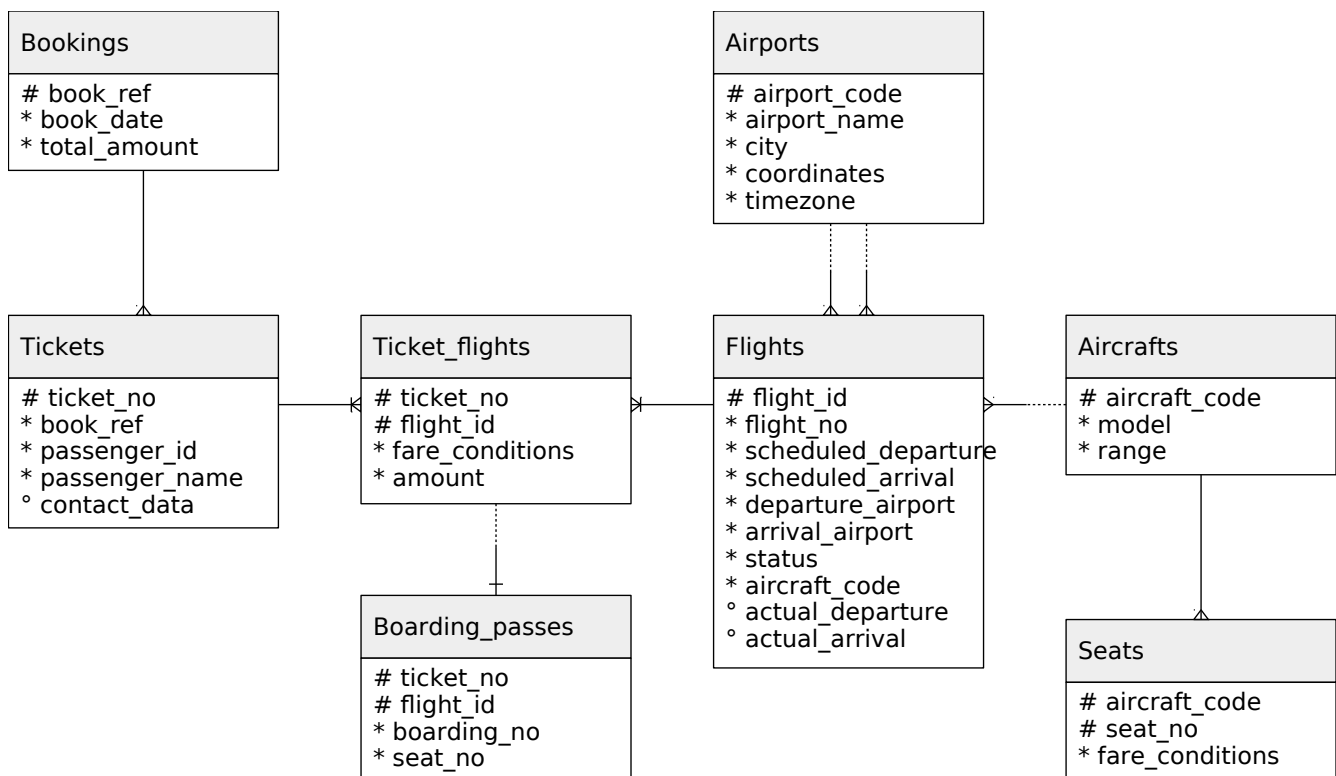 Bookings
# book_ref
* book_date
* total_amount
Airports
# airport_code
* airport_name
* city
* coordinates
* timezone
Tickets
# ticket_no
* book_ref
* passenger_id
* passenger_name
° contact_data
Ticket_flights
# ticket_no
# flight_id
* fare_conditions
* amount
Flights
# flight_id
* flight_no
* scheduled_departure
* scheduled_arrival
* departure_airport
* arrival_airport
* status
* aircraft_code
° actual_departure
° actual_arrival
Aircrafts
# aircraft_code
* model
* range
Boarding_passes
# ticket_no
# flight_id
* boarding_no
* seat_no
Seats
# aircraft_code
# seat_no
* fare_conditions